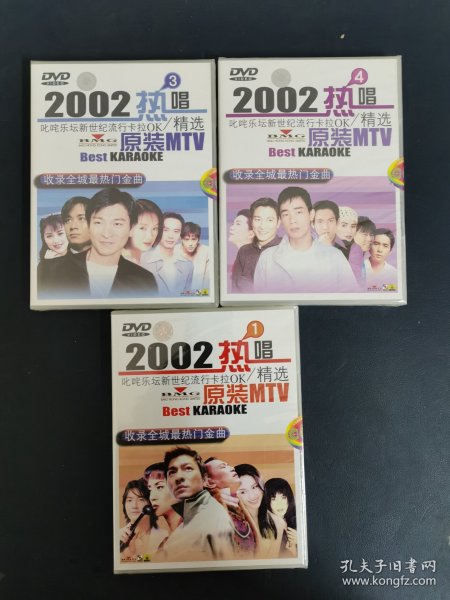 DVD
VIDEO
3
2002热唱
叱咤乐坛新世纪流行卡拉OK/精选
BMG
原装MTV
Best KARAOKE
收录全城最热门金曲
DVD
VIDEO
4
2002热唱
叱咤乐坛新世纪流行卡拉OK/精选
BMG
原装MTV
Best KARAOKE
收录全城最热门金曲
DVD
VIDEO
1
2002热唱
叱咤乐坛新世纪流行卡拉OK/精选
BMG
原装MTV
Best KARAOKE
收录全城最热门金曲
孔夫子旧书网
www.kongfz.com